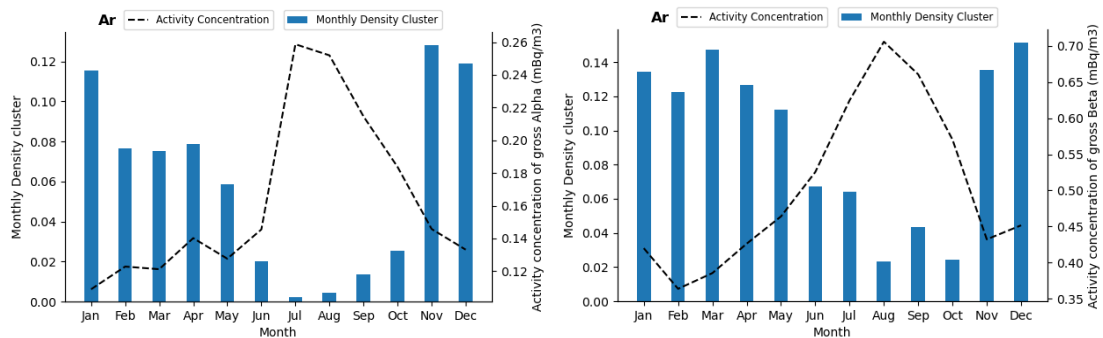 Ar
Activity Concentration
Monthly Density Cluster
Monthly Density cluster
0.12
0.10
0.08
0.06
0.04
0.02
0.00
Jan Feb Mar Apr May Jun Jul Aug Sep Oct Nov Dec
Month
0.26
0.24
0.22
0.20
0.18
0.16
0.14
0.12
Activity concentration of gross Alpha (mBq/m3)
Ar
Activity Concentration
Monthly Density Cluster
Monthly Density cluster
0.14
0.12
0.10
0.08
0.06
0.04
0.02
0.00
Jan Feb Mar Apr May Jun Jul Aug Sep Oct Nov Dec
Month
0.70
0.65
0.60
0.55
0.50
0.45
0.40
0.35
Activity concentration of gross Beta (mBq/m3)